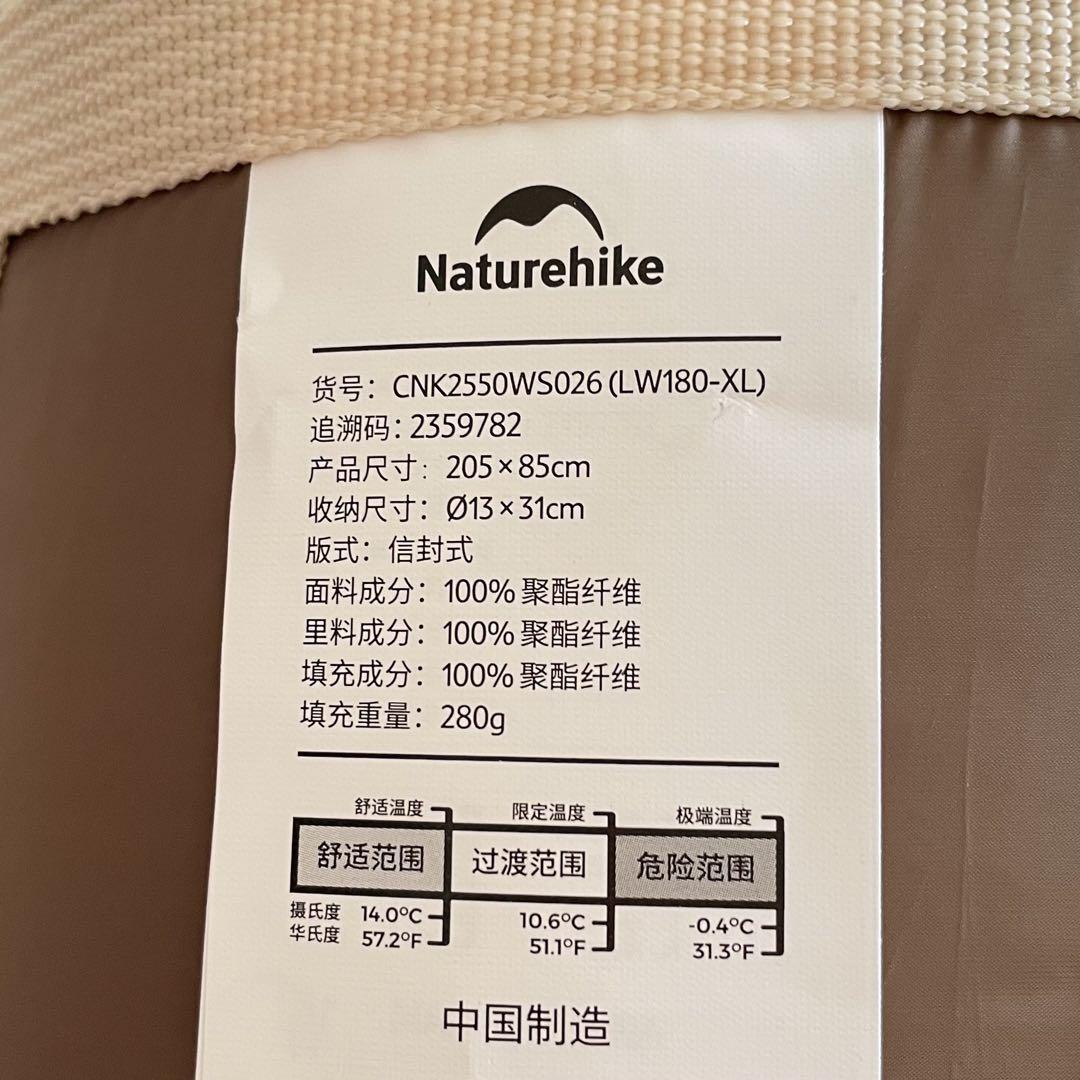 Naturehike
货号：CNK2550WS026 (LW180-XL)
追溯码：2359782
产品尺寸：205×85cm
收纳尺寸：Ø13×31cm
版式：信封式
面料成分：100% 聚酯纤维
里料成分：100% 聚酯纤维
填充成分：100% 聚酯纤维
填充重量：280g
舒适温度 限定温度 极端温度
舒适范围 过渡范围 危险范围
摄氏度 14.0°C 10.6°C -0.4°C
华氏度 57.2°F 51.1°F 31.3°F
中国制造